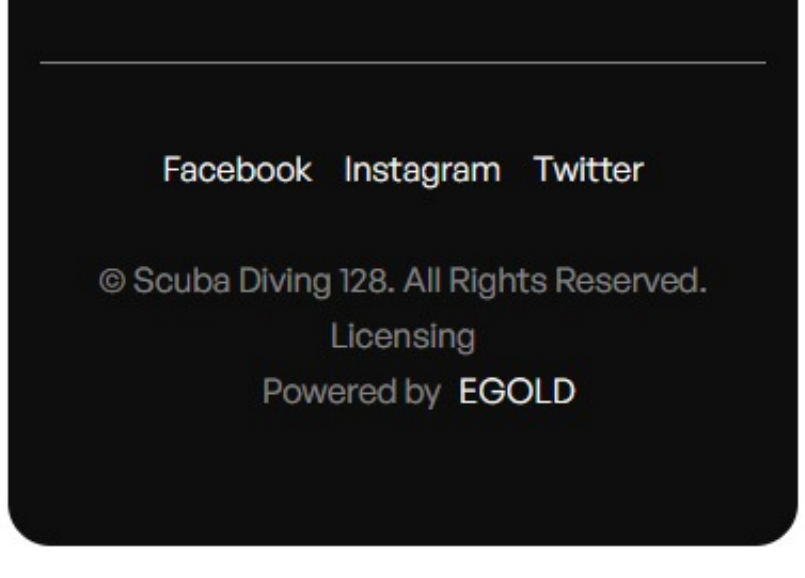 Facebook Instagram Twitter
© Scuba Diving 128. All Rights Reserved.
Licensing
Powered by EGOLD